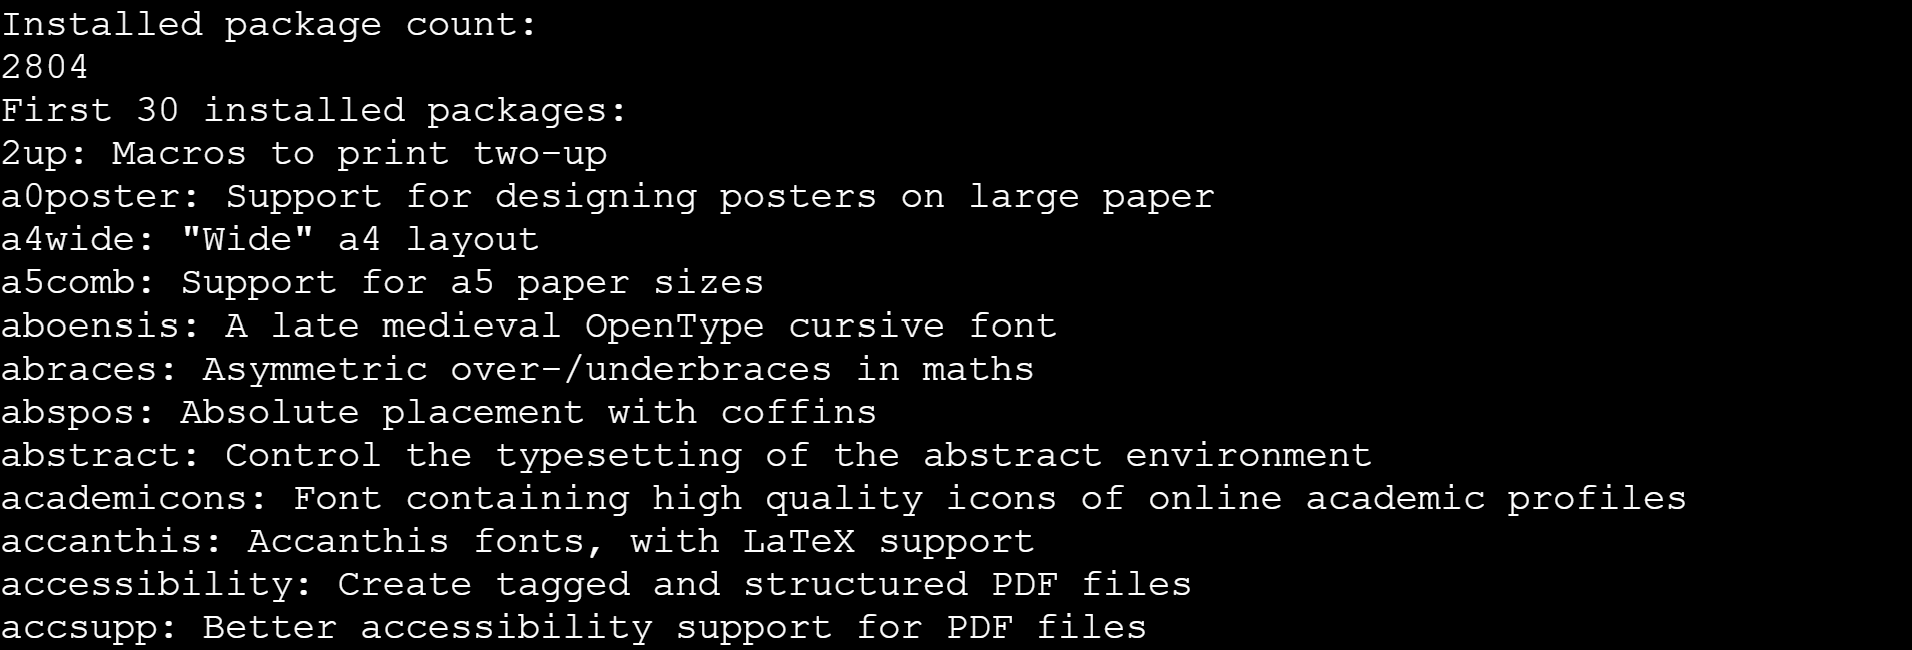 Installed package count:
2804
First 30 installed packages:
2up: Macros to print two-up
a0poster: Support for designing posters on large paper
a4wide: "Wide" a4 layout
a5comb: Support for a5 paper sizes
aboensis: A late medieval OpenType cursive font
abraces: Asymmetric over-/underbraces in maths
abspos: Absolute placement with coffins
abstract: Control the typesetting of the abstract environment
academicons: Font containing high quality icons of online academic profiles
accanthis: Accanthis fonts, with LaTeX support
accessibility: Create tagged and structured PDF files
accsupp: Better accessibility support for PDF files